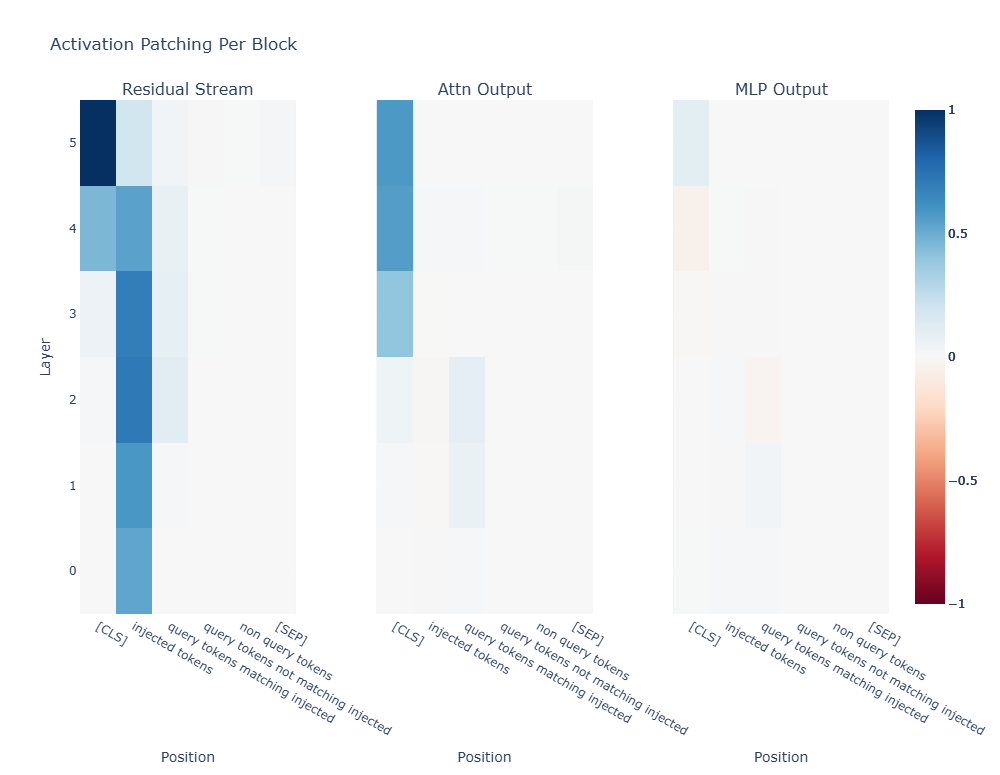 Activation Patching Per Block
Residual Stream
Attn Output
MLP Output
Layer
5
4
3
2
1
0
[CLS]
injected tokens
query tokens matching injected
query tokens not matching injected
non query tokens
[SEP]
Position
[CLS]
injected tokens
query tokens matching injected
query tokens not matching injected
non query tokens
[SEP]
Position
[CLS]
injected tokens
query tokens matching injected
query tokens not matching injected
non query tokens
[SEP]
Position
1
0.5
0
−0.5
−1